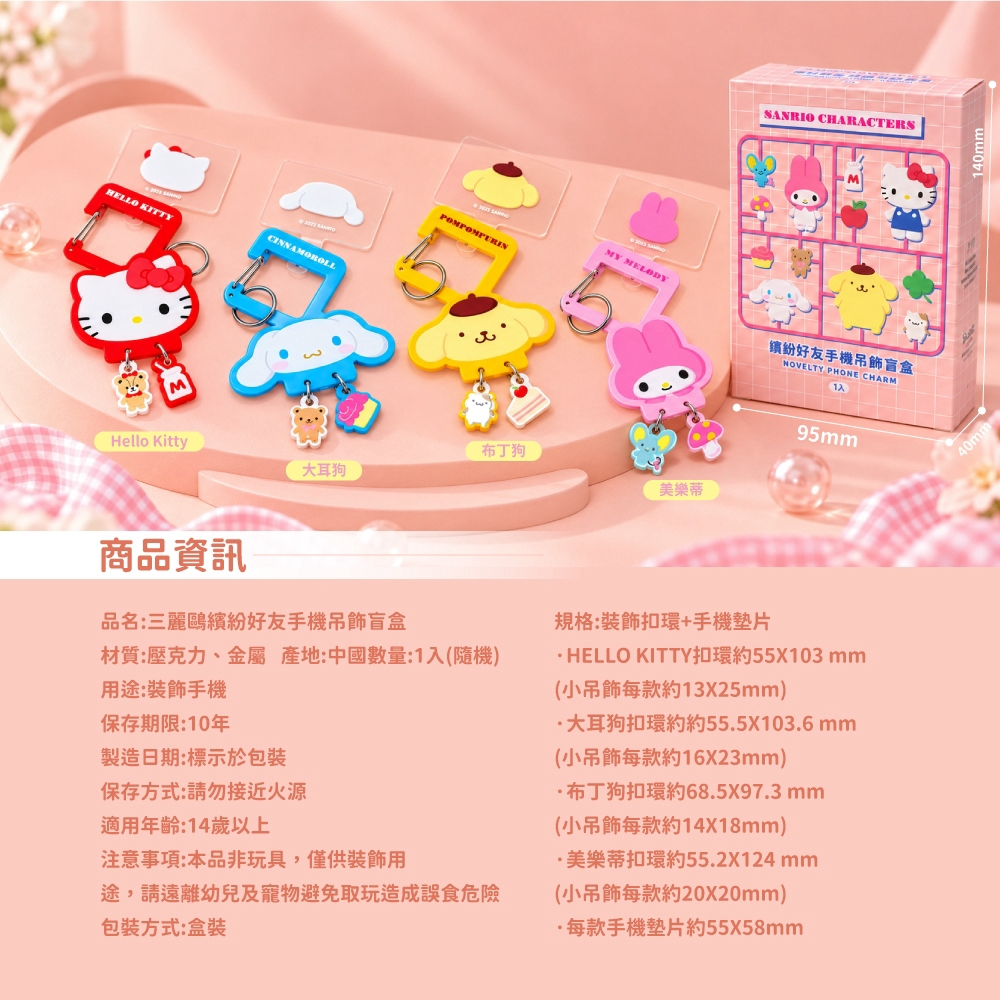 SANRIO CHARACTERS
140mm
HELLO KITTY
CINNAMOROLL
POMPOMPURIN
MY MELODY
M
M
繽紛好友手機吊飾盲盒
NOVELTY PHONE CHARM
1入
95mm
40mm
Hello Kitty
大耳狗
布丁狗
美樂蒂
商品資訊
品名:三麗鷗繽紛好友手機吊飾盲盒
材質:壓克力、金屬 產地:中國數量:1入(隨機)
用途:裝飾手機
保存期限:10年
製造日期:標示於包裝
保存方式:請勿接近火源
適用年齡:14歲以上
注意事項:本品非玩具，僅供裝飾用
途，請遠離幼兒及寵物避免取玩造成誤食危險
包裝方式:盒裝
規格:裝飾扣環+手機墊片
·HELLO KITTY扣環約55X103 mm
(小吊飾每款約13X25mm)
·大耳狗扣環約約55.5X103.6 mm
(小吊飾每款約16X23mm)
·布丁狗扣環約68.5X97.3 mm
(小吊飾每款約14X18mm)
·美樂蒂扣環約55.2X124 mm
(小吊飾每款約20X20mm)
·每款手機墊片約55X58mm